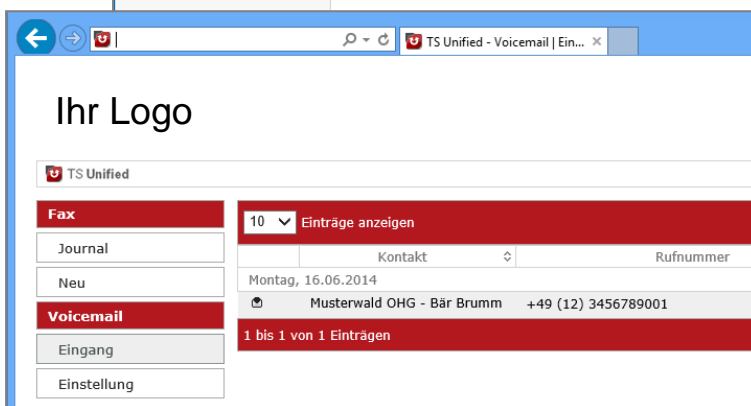 TS Unified - Voicemail | Ein...
Ihr Logo
TS Unified
Fax
Journal
Neu
Voicemail
Eingang
Einstellung
10 Einträge anzeigen
Kontakt Rufnummer
Montag, 16.06.2014
Musterwald OHG - Bär Brumm +49 (12) 3456789001
1 bis 1 von 1 Einträgen